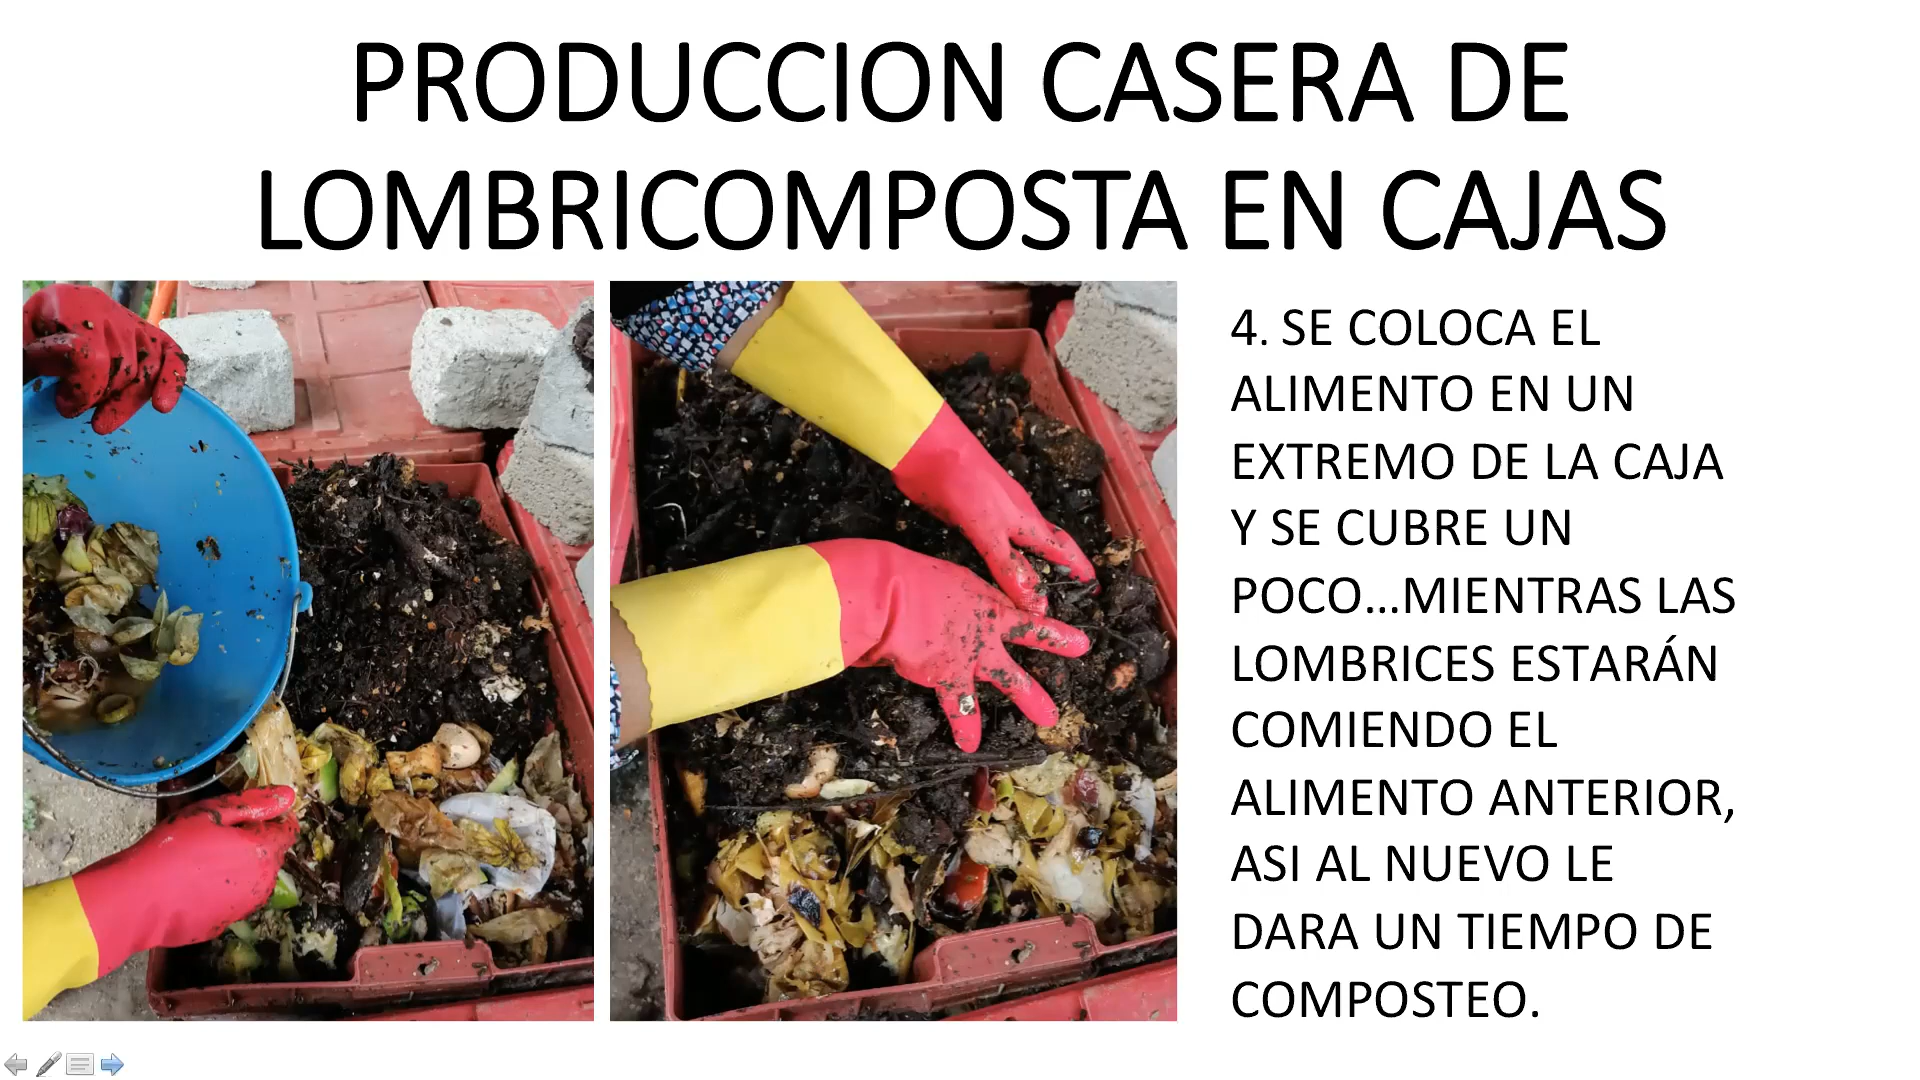 PRODUCCION CASERA DE
LOMBRICOMPOSTA EN CAJAS
4. SE COLOCA EL
ALIMENTO EN UN
EXTREMO DE LA CAJA
Y SE CUBRE UN
POCO...MIENTRAS LAS
LOMBRICES ESTARÁN
COMIENDO EL
ALIMENTO ANTERIOR,
ASI AL NUEVO LE
DARA UN TIEMPO DE
COMPOSTEO.